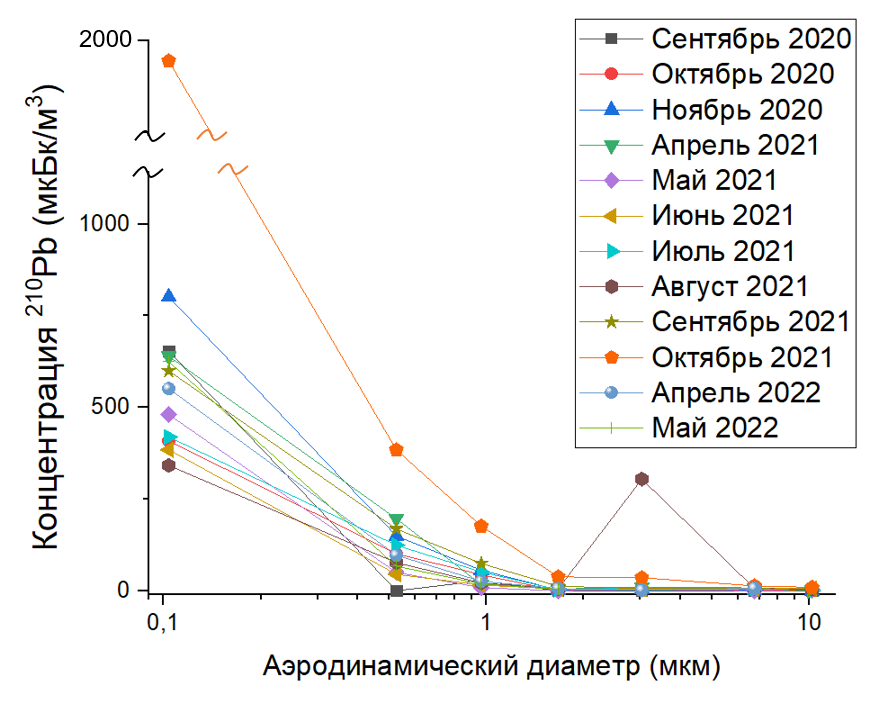 Концентрация ²¹⁰Pb (мкБк/м³)
2000
1000
500
0
0,1
1
10
Аэродинамический диаметр (мкм)
Сентябрь 2020
Октябрь 2020
Ноябрь 2020
Апрель 2021
Май 2021
Июнь 2021
Июль 2021
Август 2021
Сентябрь 2021
Октябрь 2021
Апрель 2022
Май 2022